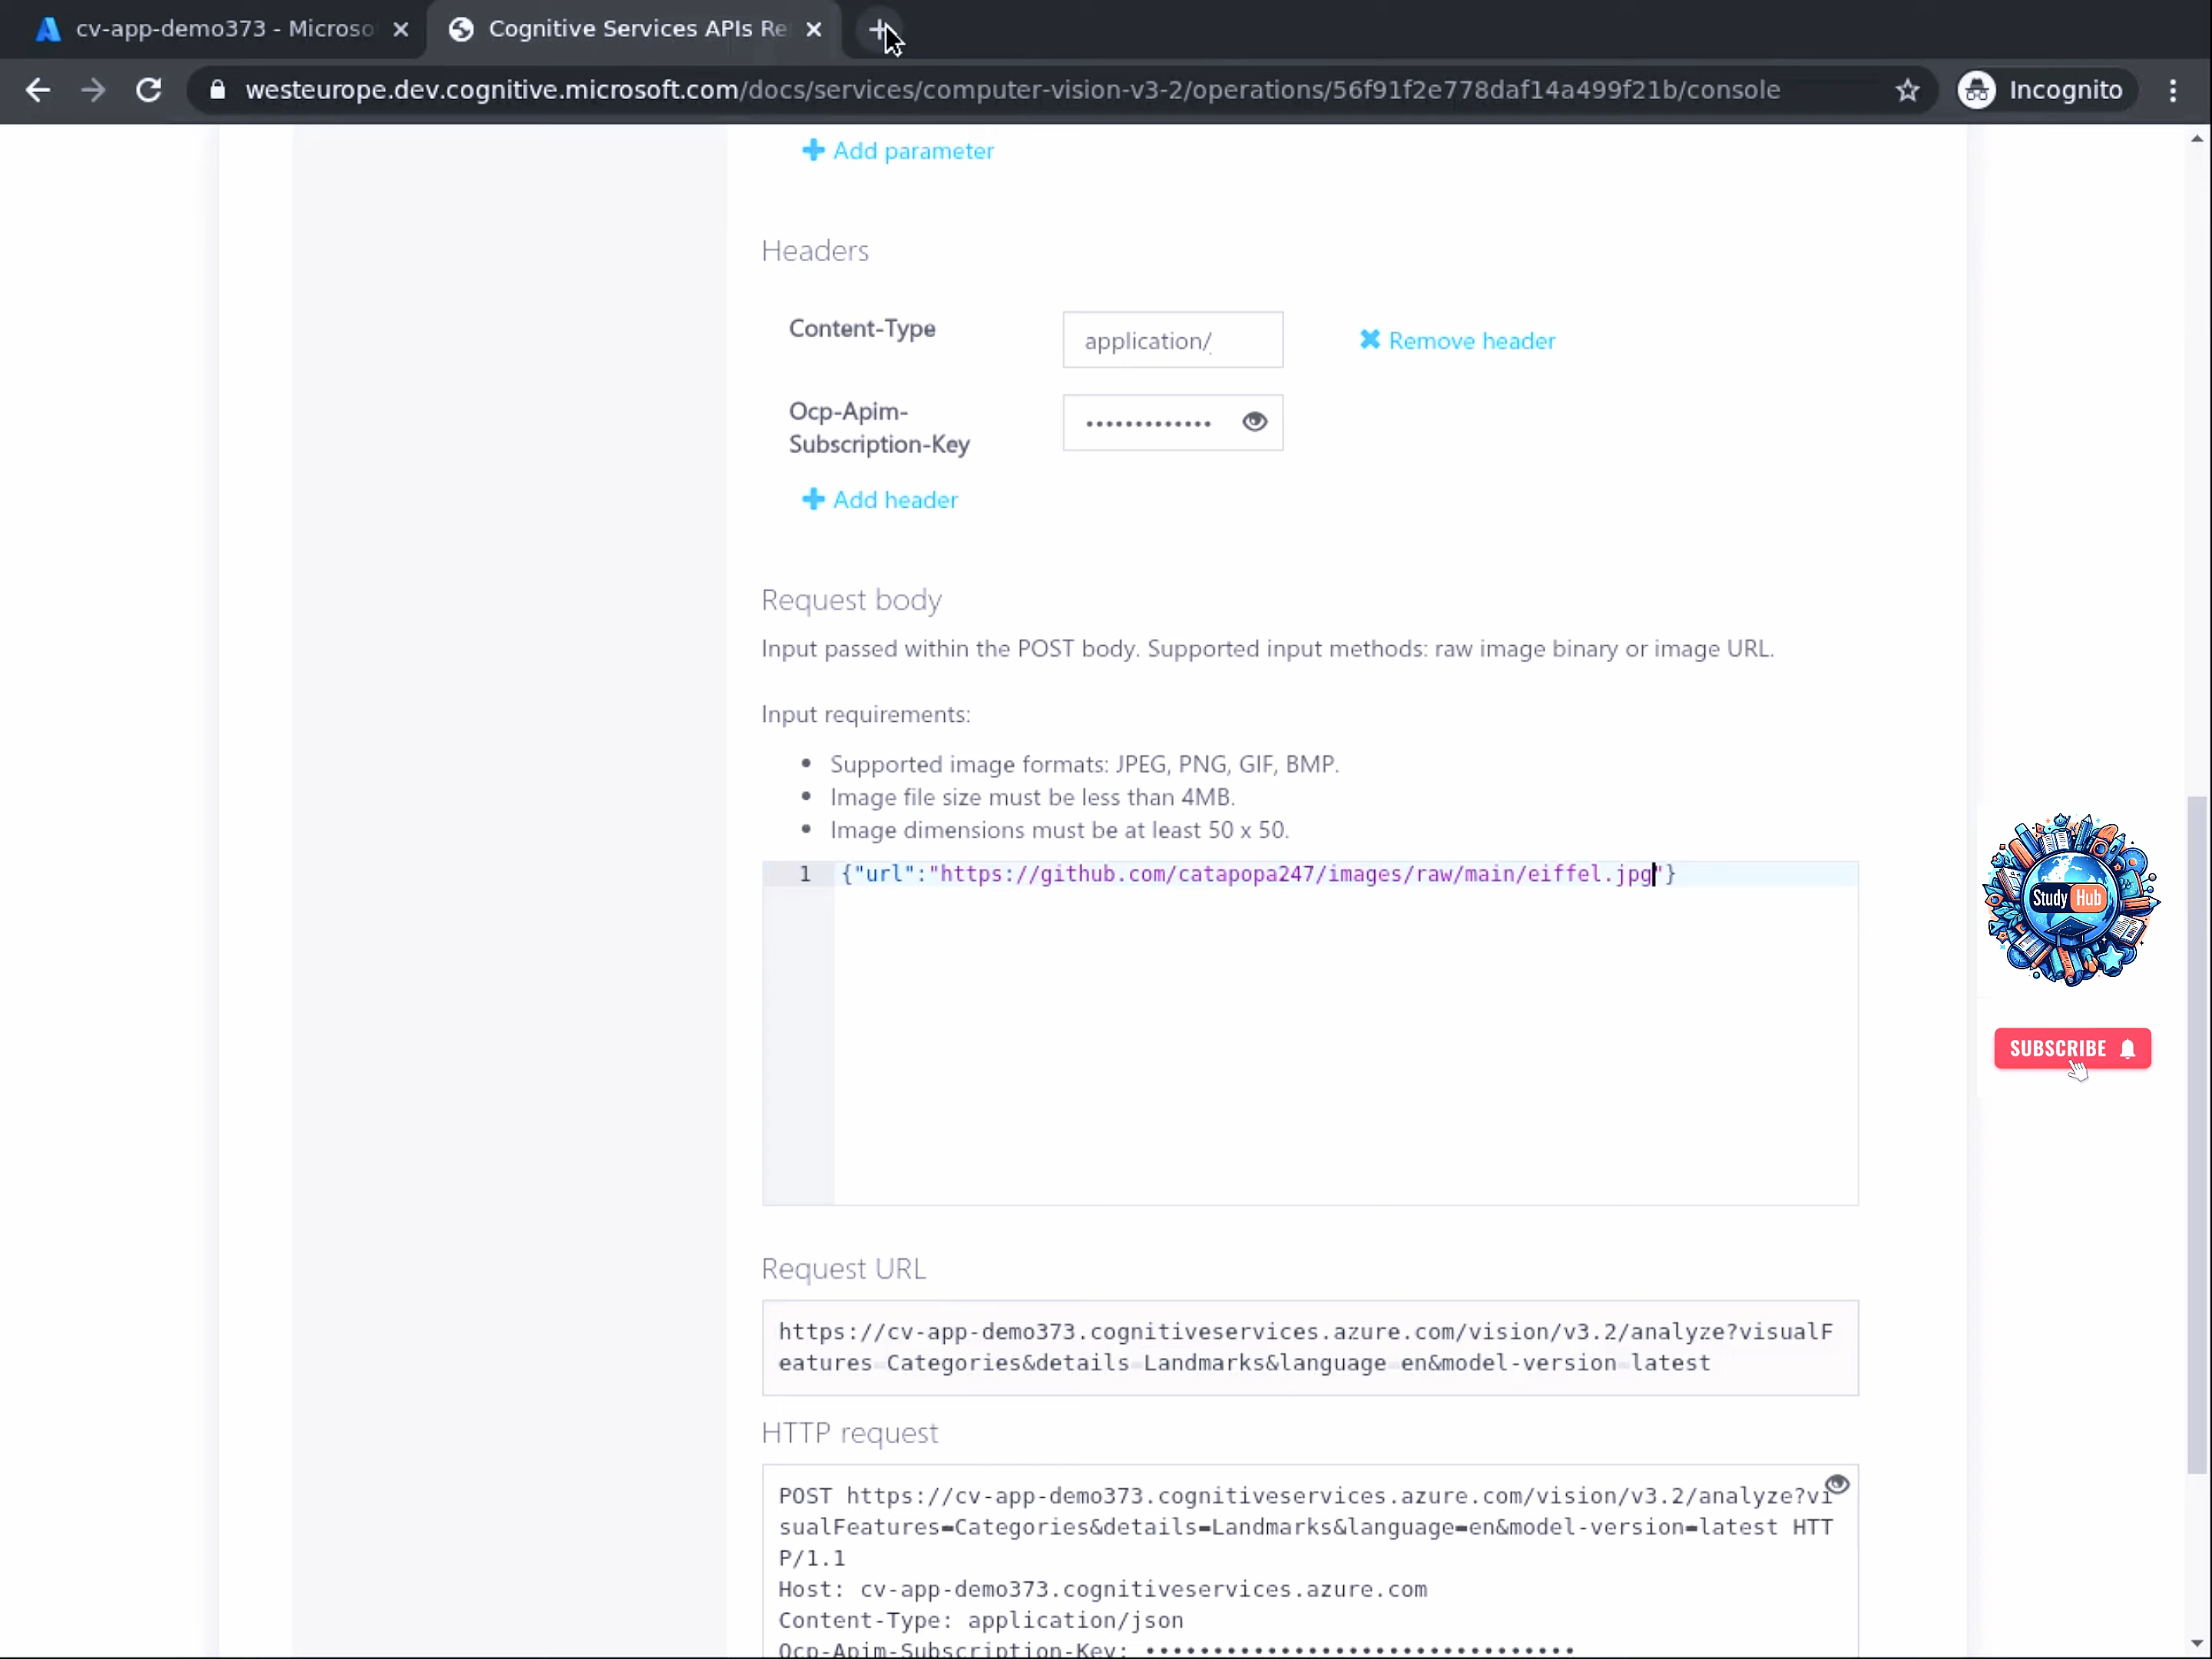 cv-app-demo373 - Microso
Cognitive Services APIs Re
westeurope.dev.cognitive.microsoft.com/docs/services/computer-vision-v3-2/operations/56f91f2e778daf14a499f21b/console
Incognito
Add parameter
Headers
Content-Type
application/
Remove header
Ocp-Apim-
Subscription-Key
•••••••••••••
Add header
Request body
Input passed within the POST body. Supported input methods: raw image binary or image URL.
Input requirements:
• Supported image formats: JPEG, PNG, GIF, BMP.
• Image file size must be less than 4MB.
• Image dimensions must be at least 50 x 50.
1 {"url":"https://github.com/catapopa247/images/raw/main/eiffel.jpg"}
Study Hub
SUBSCRIBE
Request URL
https://cv-app-demo373.cognitiveservices.azure.com/vision/v3.2/analyze?visualF
eatures=Categories&details=Landmarks&language=en&model-version=latest
HTTP request
POST https://cv-app-demo373.cognitiveservices.azure.com/vision/v3.2/analyze?vi
sualFeatures=Categories&details=Landmarks&language=en&model-version=latest HTT
P/1.1
Host: cv-app-demo373.cognitiveservices.azure.com
Content-Type: application/json
Ocp-Apim-Subscription-Key: ••••••••••••••••••••••••••••••••